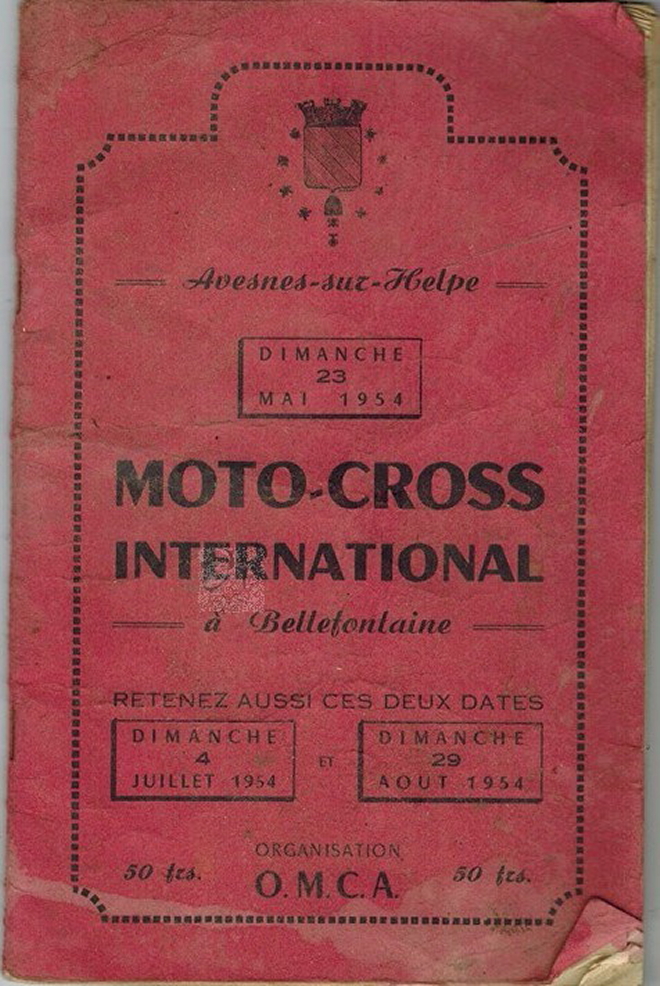 Avesnes-sur-Helpe
DIMANCHE
23
MAI 1954
MOTO-CROSS
INTERNATIONAL
à Bellefontaine
RETENEZ AUSSI CES DEUX DATES
DIMANCHE
4
JUILLET 1954
ET
DIMANCHE
29
AOUT 1954
ORGANISATION
50 frs. O.M.C.A. 50 frs.